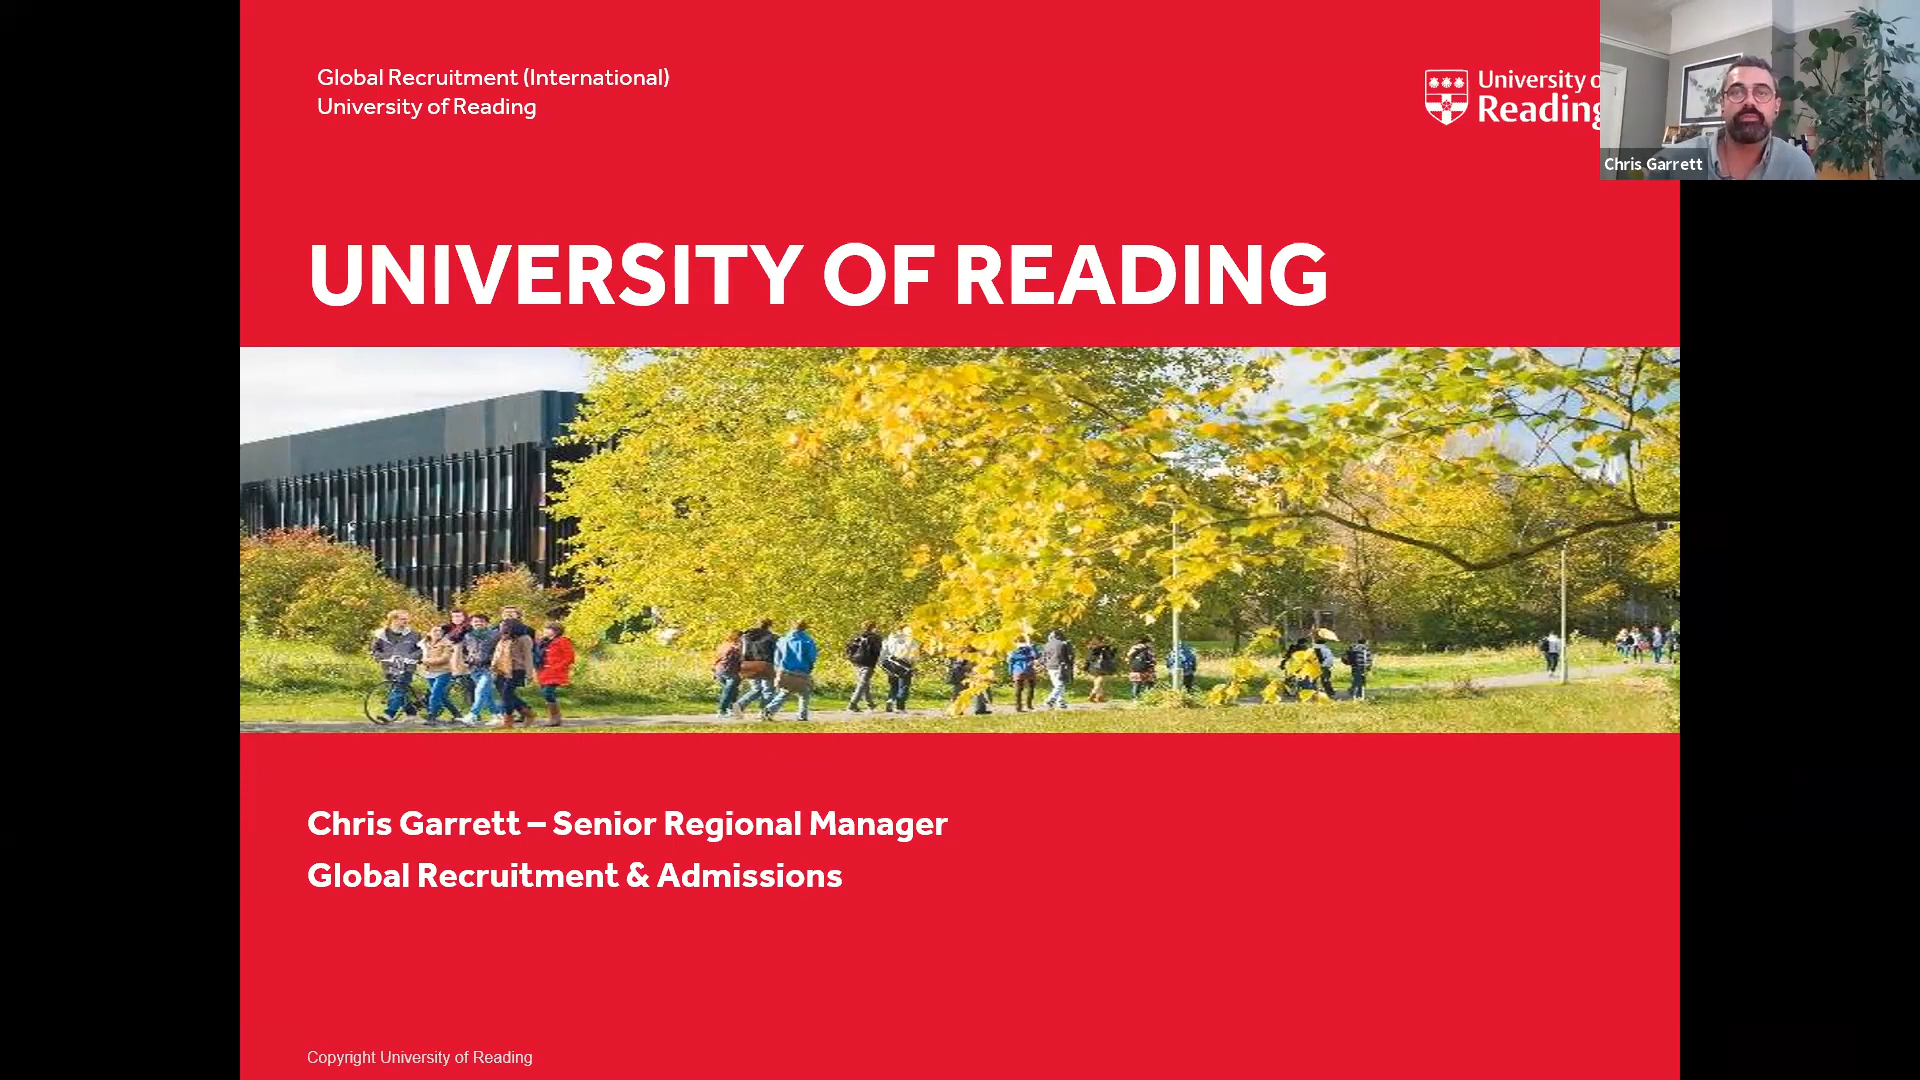 Global Recruitment (International)
University of Reading
University o
Reading
Chris Garrett
UNIVERSITY OF READING
Chris Garrett – Senior Regional Manager
Global Recruitment & Admissions
Copyright University of Reading